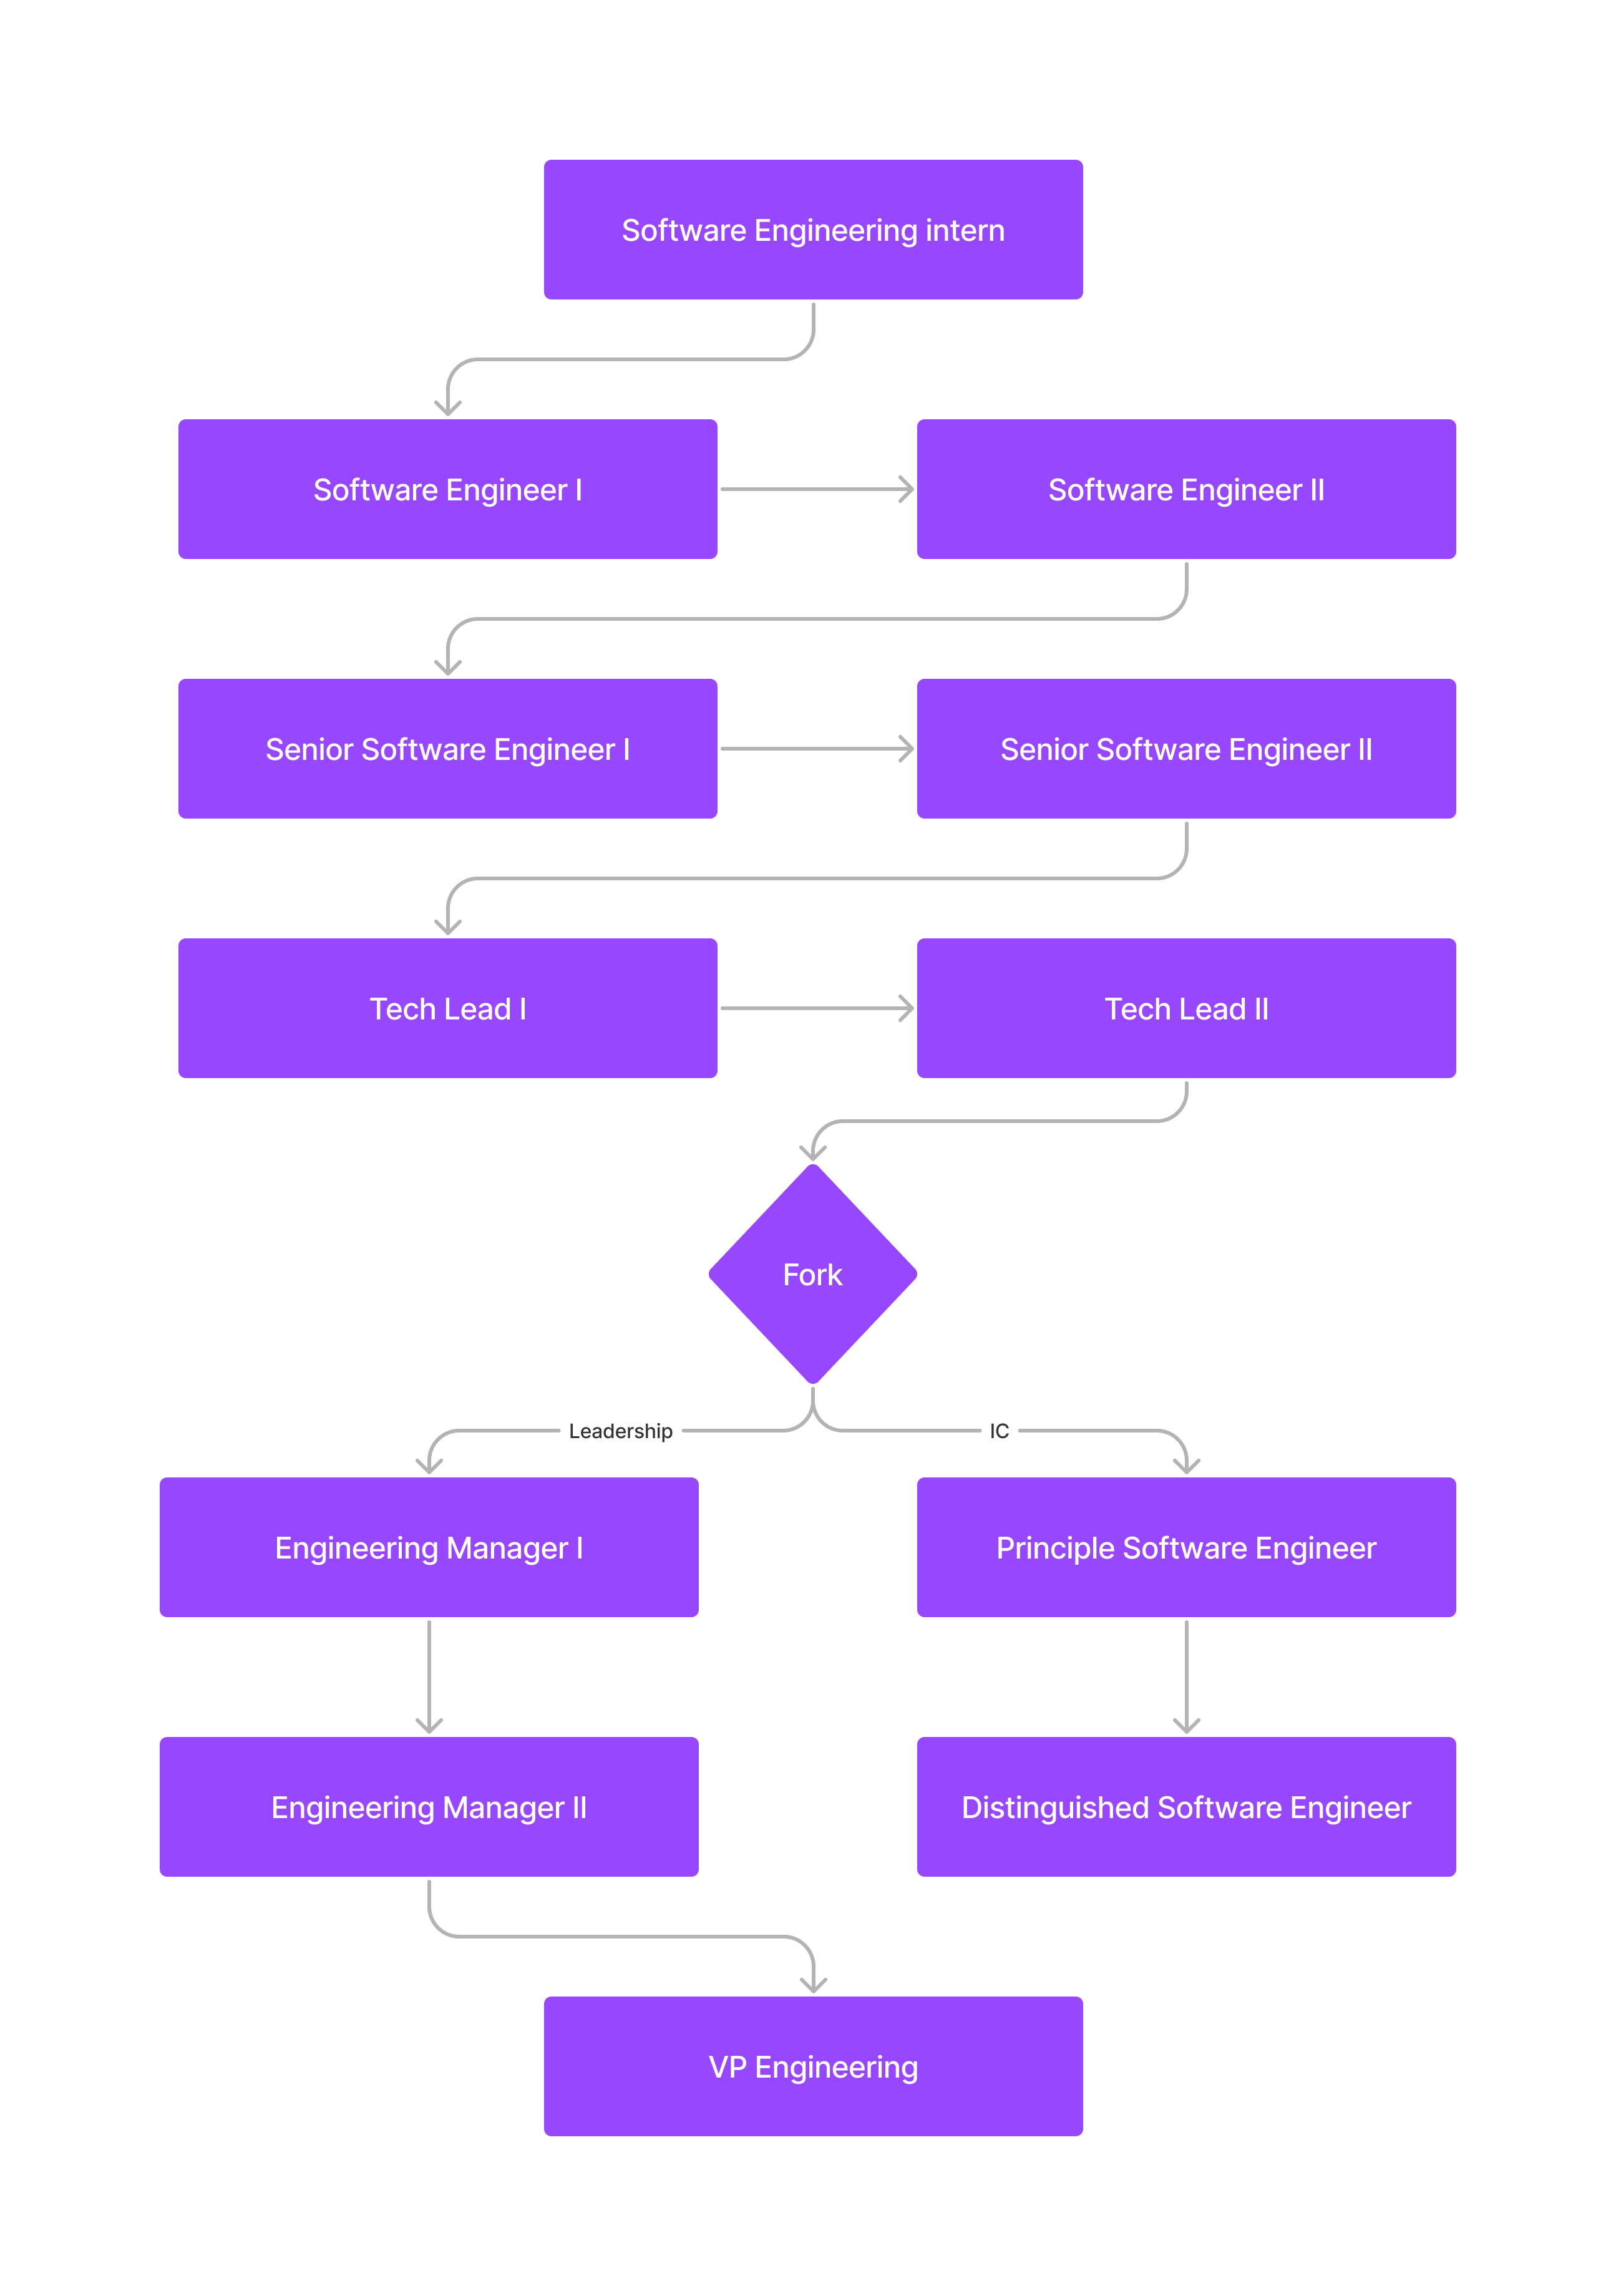 Software Engineering intern
Software Engineer I
Software Engineer II
Senior Software Engineer I
Senior Software Engineer II
Tech Lead I
Tech Lead II
Fork
Leadership
IC
Engineering Manager I
Principle Software Engineer
Engineering Manager II
Distinguished Software Engineer
VP Engineering